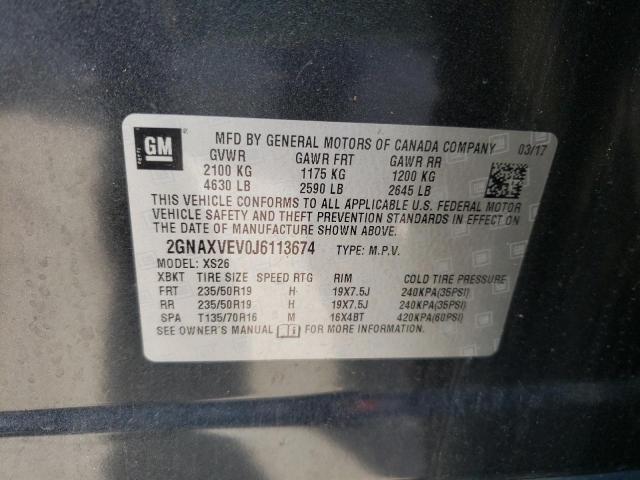 GM
MFD BY GENERAL MOTORS OF CANADA COMPANY 03/17
GVWR GAWR FRT GAWR RR
2100 KG 1175 KG 1200 KG
4630 LB 2590 LB 2645 LB
THIS VEHICLE CONFORMS TO ALL APPLICABLE U.S. FEDERAL MOTOR
VEHICLE SAFETY AND THEFT PREVENTION STANDARDS IN EFFECT ON
THE DATE OF MANUFACTURE SHOWN ABOVE.
2GNAXVEV0J6113674 TYPE: M.P.V.
MODEL: XS26
XBKT TIRE SIZE SPEED RTG RIM COLD TIRE PRESSURE
FRT 235/50R19 H 19X7.5J 240KPA(35PSI)
RR 235/50R19 H 19X7.5J 240KPA(35PSI)
SPA T135/70R16 M 16X4BT 420KPA(60PSI)
SEE OWNER'S MANUAL i FOR MORE INFORMATION.